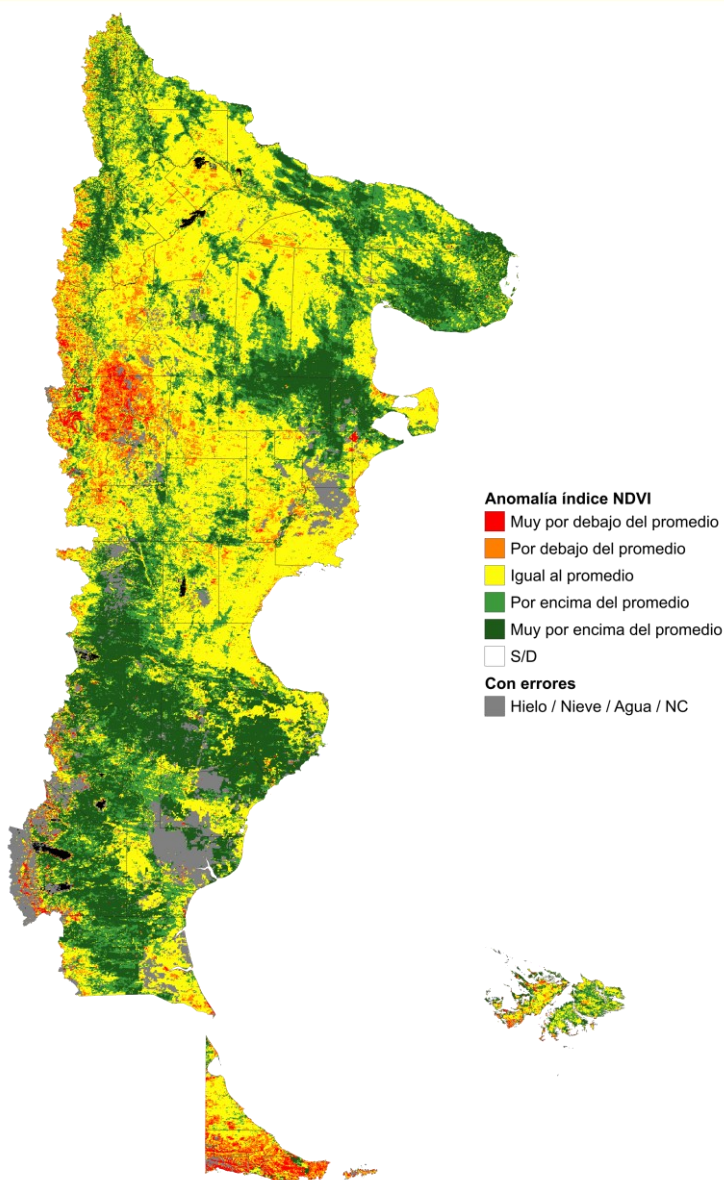 Anomalía índice NDVI
Muy por debajo del promedio
Por debajo del promedio
Igual al promedio
Por encima del promedio
Muy por encima del promedio
S/D
Con errores
Hielo / Nieve / Agua / NC